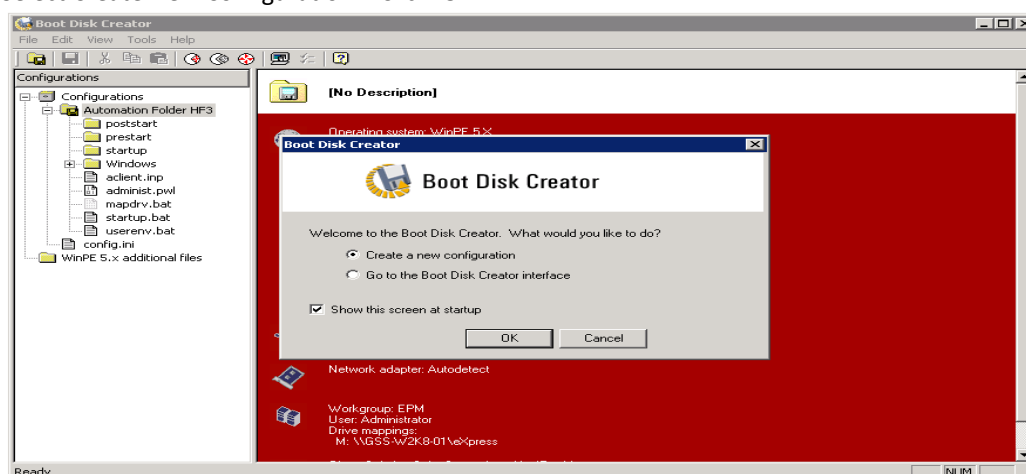 Boot Disk Creator
File Edit View Tools Help
Configurations
Configurations
Automation Folder HF3
poststart
prestart
startup
Windows
aclient.inp
administ.pwl
mapdrv.bat
startup.bat
userenv.bat
config.ini
WinPE 5.x additional files
[No Description]
Operating system: WinPE 5.X
Boot Disk Creator
Boot Disk Creator
Welcome to the Boot Disk Creator. What would you like to do?
Create a new configuration
Go to the Boot Disk Creator interface
Show this screen at startup
OK Cancel
Network adapter: Autodetect
Workgroup: EPM
User: Administrator
Drive mappings:
M: \\GSS-W2K8-01\eXpress
Ready
NUM